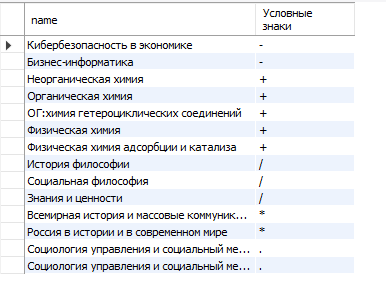 name Условные
знаки
Кибербезопасность в экономике -
Бизнес-информатика -
Неорганическая химия +
Органическая химия +
ОГ:химия гетероциклических соединений +
Физическая химия +
Физическая химия адсорбции и катализа +
История философии /
Социальная философия /
Знания и ценности /
Всемирная история и массовые коммуник... *
Россия в истории и в современном мире *
Социология управления и социальный ме... .
Социология управления и социальный ме... .